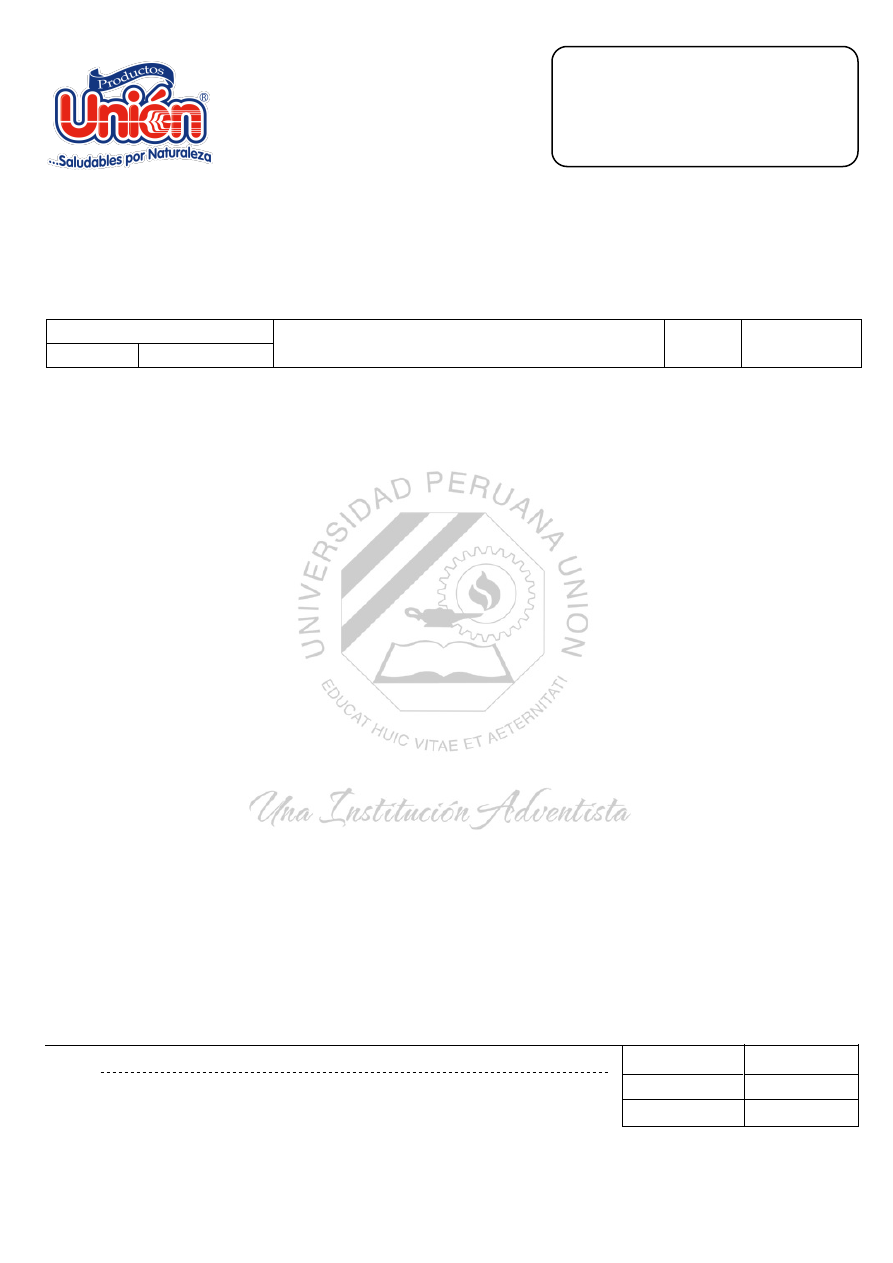 Productos
Unión®
...Saludables por Naturaleza
UNIVERSIDAD PERUANA UNION
EDUCAT HUIC VITAE ET AETERNITATI
Una Institución Adventista